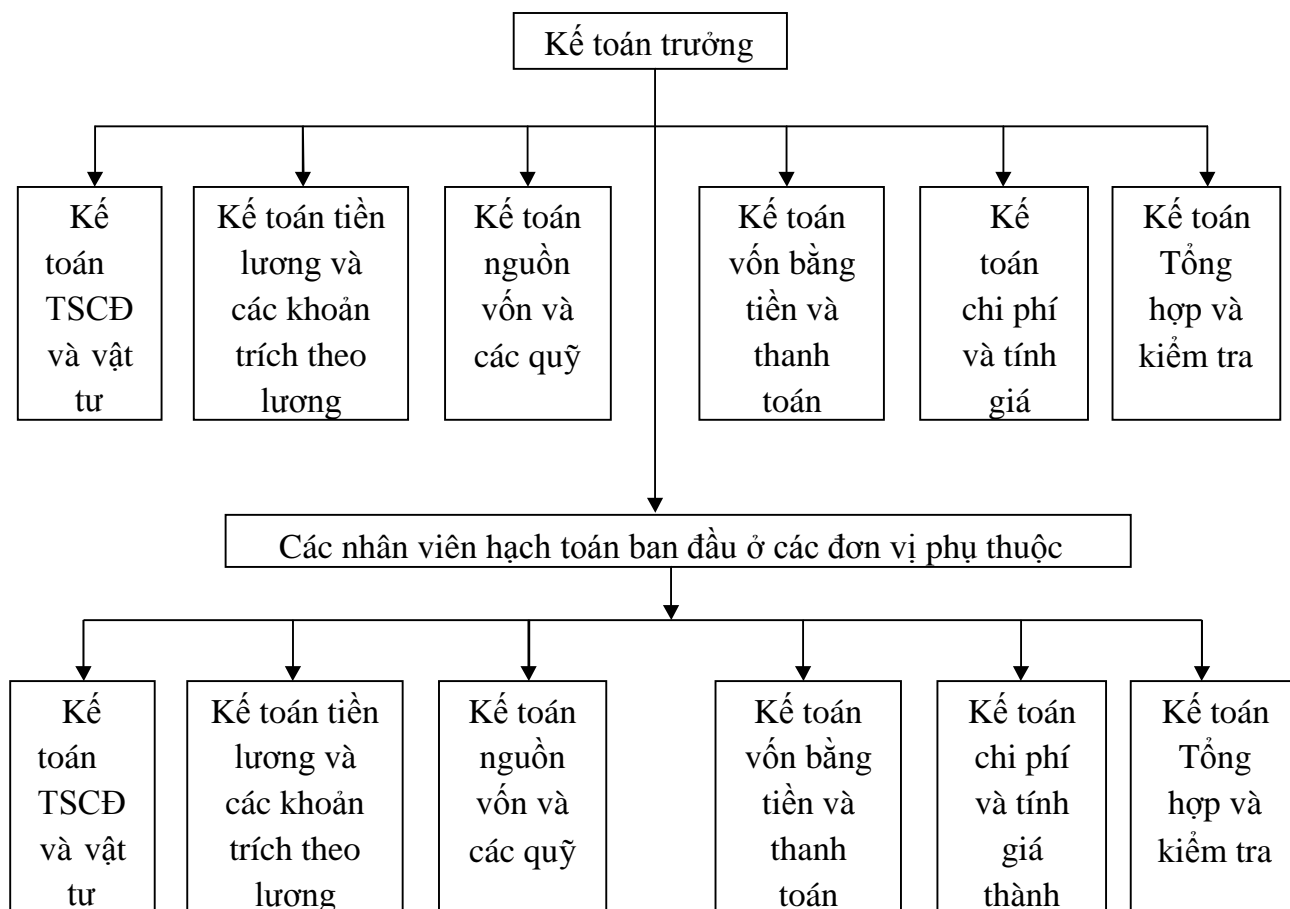 Kế toán trưởng
Kế
toán
TSCĐ
và vật
tư
Kế toán tiền
lương và
các khoản
trích theo
lương
Kế toán
nguồn
vốn và
các quỹ
Kế toán
vốn bằng
tiền và
thanh
toán
Kế
toán
chi phí
và tính
giá
Kế toán
Tổng
hợp và
kiểm tra
Các nhân viên hạch toán ban đầu ở các đơn vị phụ thuộc
Kế
toán
TSCĐ
và vật
tư
Kế toán tiền
lương và
các khoản
trích theo
lương
Kế toán
nguồn
vốn và
các quỹ
Kế toán
vốn bằng
tiền và
thanh
toán
Kế toán
chi phí
và tính
giá
thành
Kế toán
Tổng
hợp và
kiểm tra